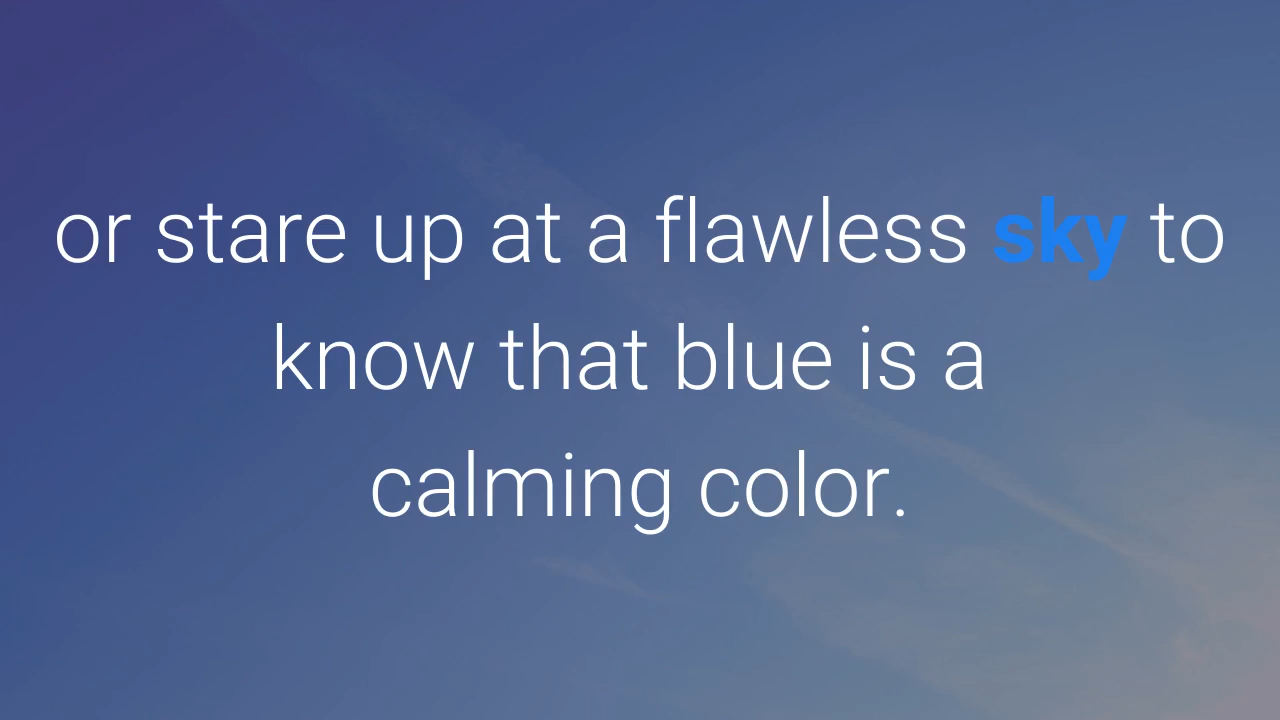 or stare up at a flawless sky to
know that blue is a
calming color.